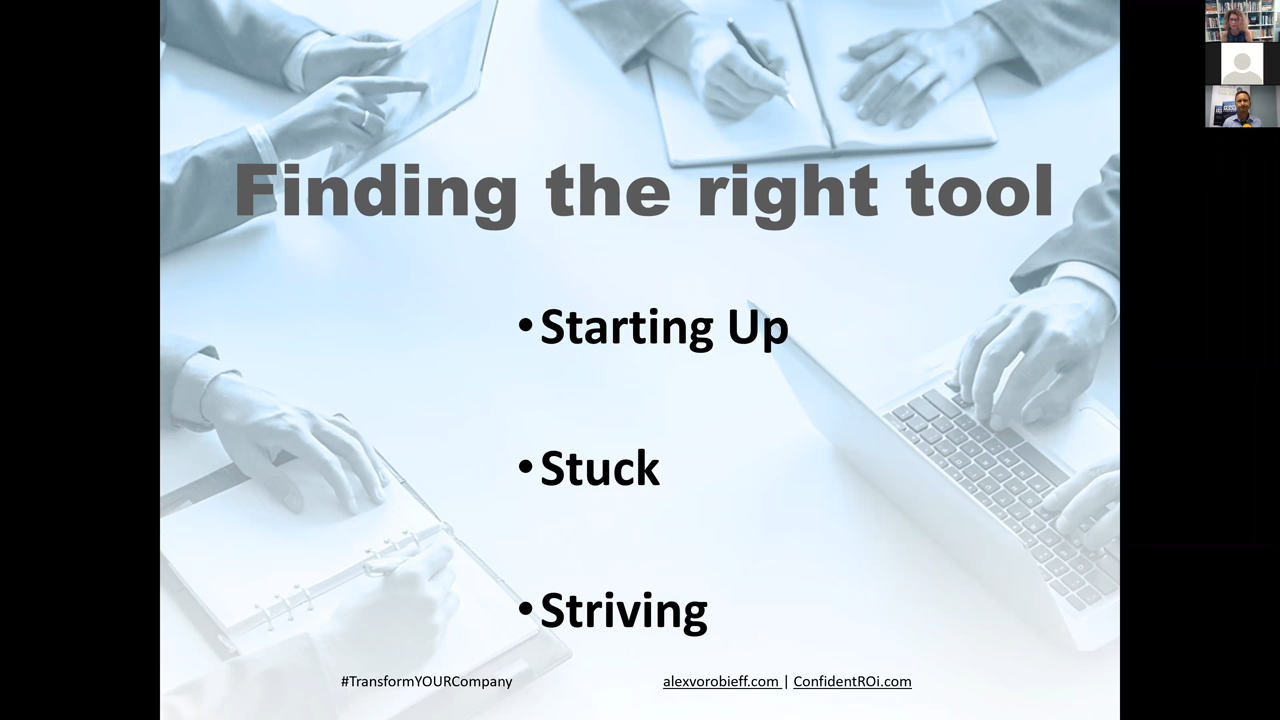 Finding the right tool
•Starting Up
•Stuck
•Striving
#TransformYOURCompany
alexvorobieff.com | ConfidentROi.com